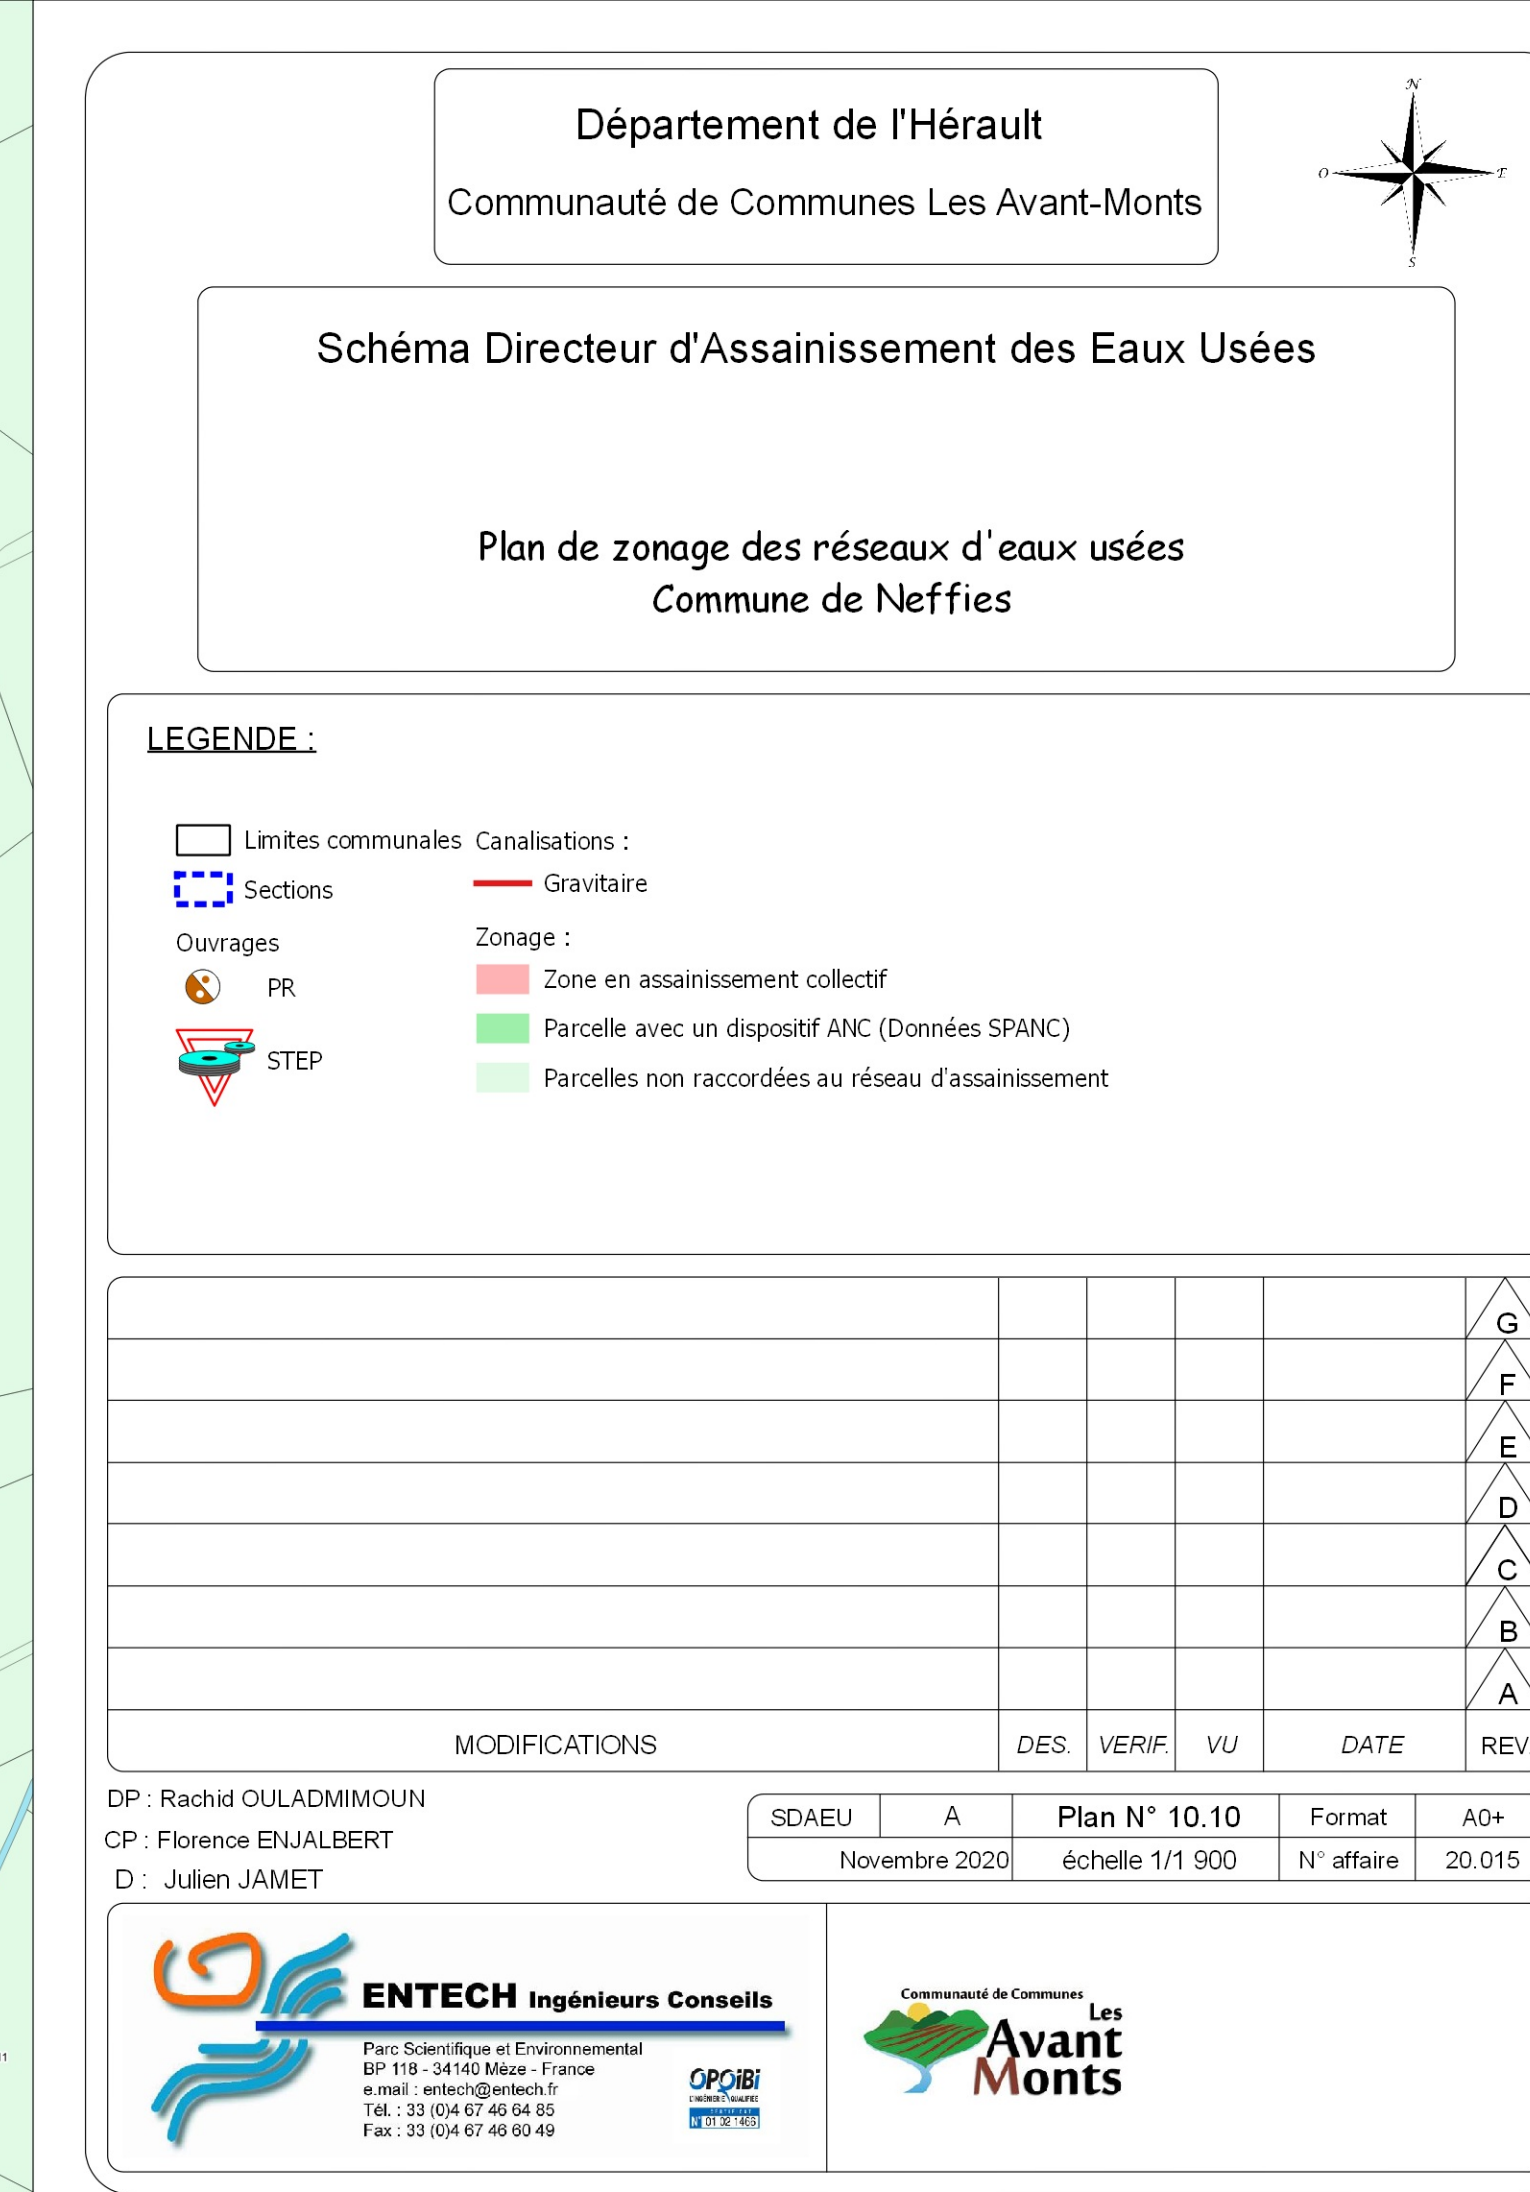 N
O
E
S
Département de l'Hérault
Communauté de Communes Les Avant-Monts
Schéma Directeur d'Assainissement des Eaux Usées
Plan de zonage des réseaux d'eaux usées
Commune de Neffies
LEGENDE :
Limites communales
Sections
Ouvrages
PR
STEP
Canalisations :
Gravitaire
Zonage :
Zone en assainissement collectif
Parcelle avec un dispositif ANC (Données SPANC)
Parcelles non raccordées au réseau d'assainissement
G
F
E
D
C
B
A
MODIFICATIONS DES. VERIF. VU DATE REV.
DP : Rachid OULADMIMOUN
CP : Florence ENJALBERT
D : Julien JAMET
SDAEU A Plan N° 10.10 Format A0+
Novembre 2020 échelle 1/1 900 N° affaire 20.015
ENTECH Ingénieurs Conseils
Parc Scientifique et Environnemental
BP 118 - 34140 Mèze - France
e.mail : entech@entech.fr
Tél. : 33 (0)4 67 46 64 85
Fax : 33 (0)4 67 46 60 49
OPQiBi
L'INGÉNIERIE QUALIFIÉE
CERTIFICAT
N° 01 02 1466
Communauté de Communes
Les
Avant
Monts